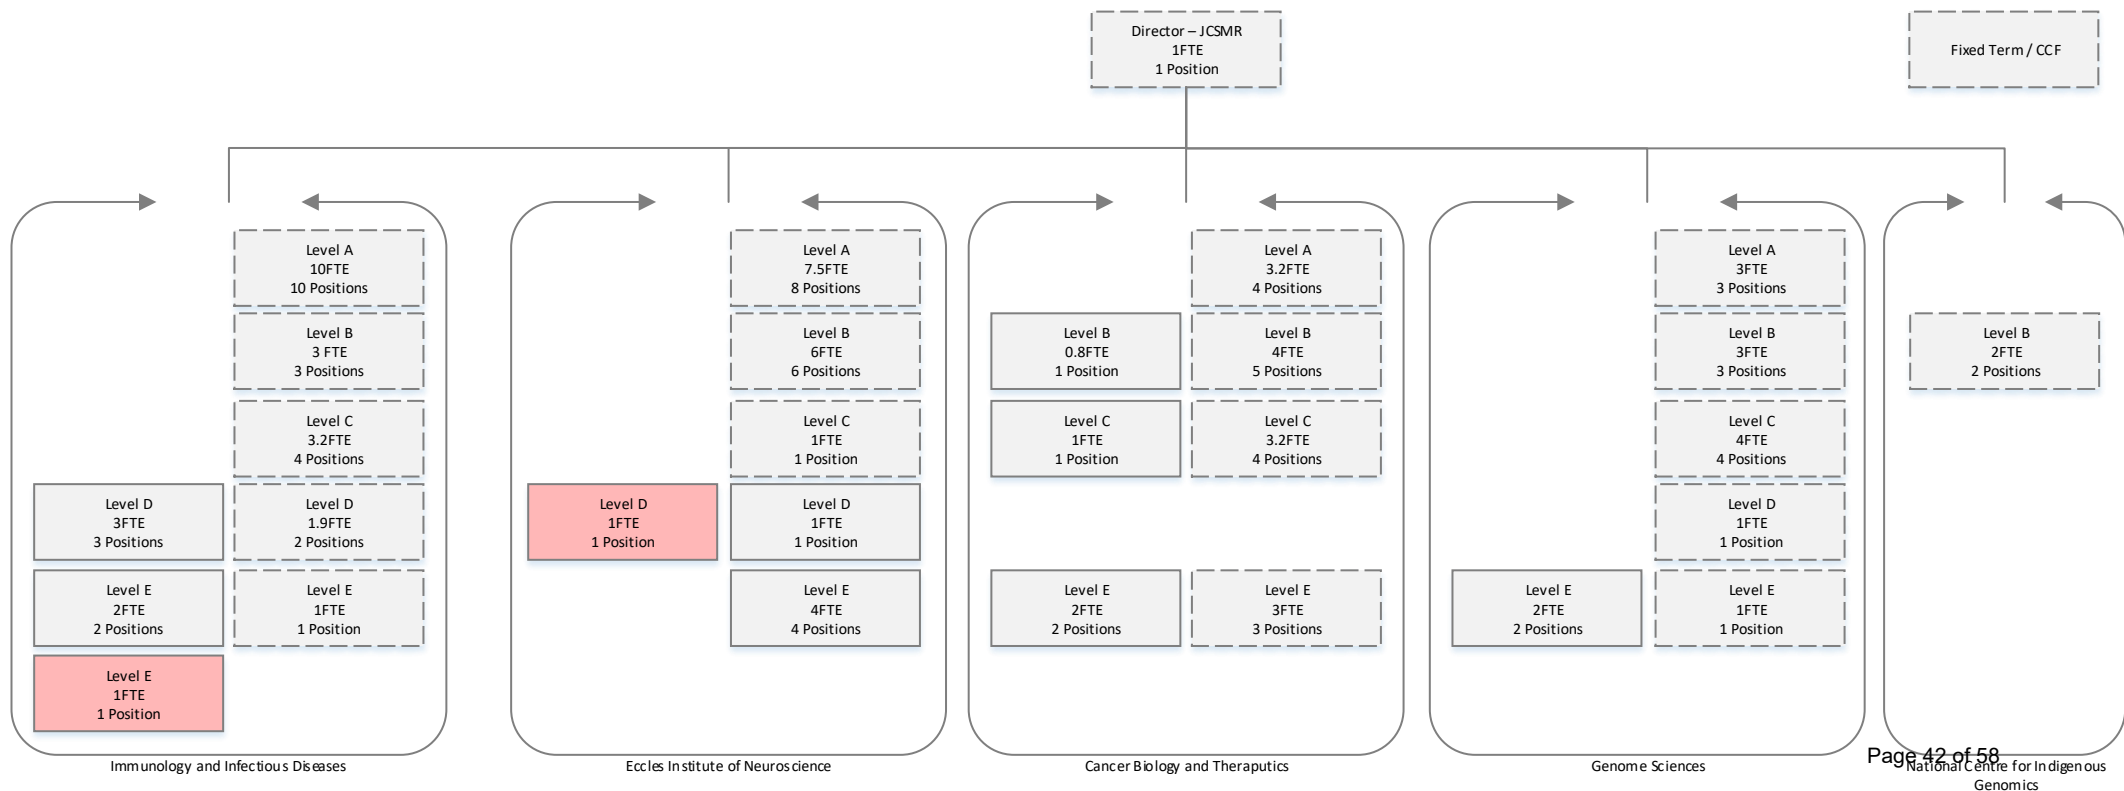 Director – JCSMR
1FTE
1 Position
Fixed Term / CCF
Level A
10FTE
10 Positions
Level B
3 FTE
3 Positions
Level C
3.2FTE
4 Positions
Level D
3FTE
3 Positions
Level D
1.9FTE
2 Positions
Level E
2FTE
2 Positions
Level E
1FTE
1 Position
Level E
1FTE
1 Position
Immunology and Infectious Diseases
Level A
7.5FTE
8 Positions
Level B
6FTE
6 Positions
Level C
1FTE
1 Position
Level D
1FTE
1 Position
Level D
1FTE
1 Position
Level E
4FTE
4 Positions
Eccles Institute of Neuroscience
Level A
3.2FTE
4 Positions
Level B
0.8FTE
1 Position
Level B
4FTE
5 Positions
Level C
1FTE
1 Position
Level C
3.2FTE
4 Positions
Level E
2FTE
2 Positions
Level E
3FTE
3 Positions
Cancer Biology and Theraputics
Level A
3FTE
3 Positions
Level B
3FTE
3 Positions
Level C
4FTE
4 Positions
Level D
1FTE
1 Position
Level E
2FTE
2 Positions
Level E
1FTE
1 Position
Genome Sciences
Level B
2FTE
2 Positions
Page 42 of 58
National Centre for Indigenous
Genomics